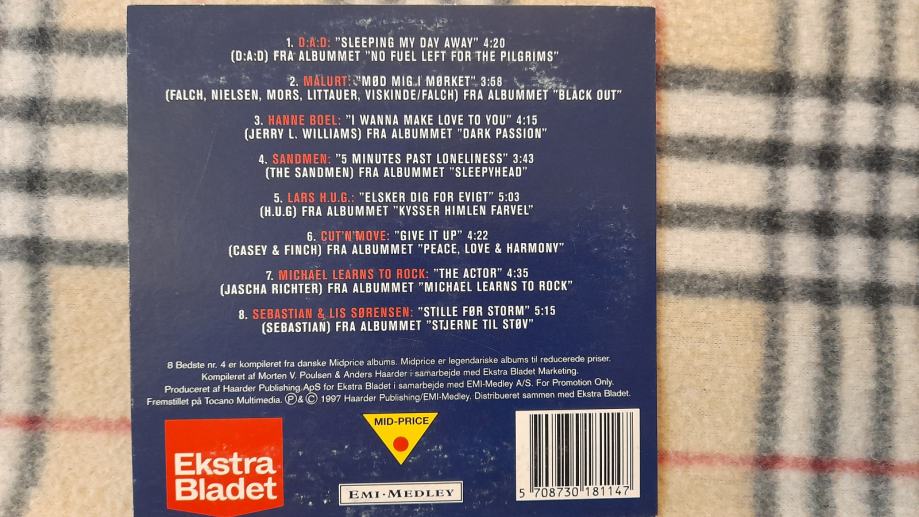 1. D:A:D: "SLEEPING MY DAY AWAY" 4:20
(D:A:D) FRA ALBUMMET "NO FUEL LEFT FOR THE PILGRIMS"
2. MALURT: "MØD MIG I MØRKET" 3:58
(FALCH, NIELSEN, MORS, LITTAUER, VISKINDE/FALCH) FRA ALBUMMET "BLACK OUT"
3. HANNE BOEL: "I WANNA MAKE LOVE TO YOU" 4:15
(JERRY L. WILLIAMS) FRA ALBUMMET "DARK PASSION"
4. SANDMEN: "5 MINUTES PAST LONELINESS" 3:43
(THE SANDMEN) FRA ALBUMMET "SLEEPYHEAD"
5. LARS H.U.G.: "ELSKER DIG FOR EVIGT" 5:03
(H.U.G) FRA ALBUMMET "KYSSER HIMLEN FARVEL"
6. CUT'N'MOVE: "GIVE IT UP" 4:22
(CASEY & FINCH) FRA ALBUMMET "PEACE, LOVE & HARMONY"
7. MICHAEL LEARNS TO ROCK: "THE ACTOR" 4:35
(JASCHA RICHTER) FRA ALBUMMET "MICHAEL LEARNS TO ROCK"
8. SEBASTIAN & LIS SØRENSEN: "STILLE FØR STORM" 5:15
(SEBASTIAN) FRA ALBUMMET "STJERNE TIL STØV"
8 Bedste nr. 4 er kompileret fra danske Midprice albums. Midprice er legendariske albums til reducerede priser.
Kompileret af Morten V. Poulsen & Anders Haarder i samarbejde med Ekstra Bladet Marketing.
Produceret af Haarder Publishing ApS for Ekstra Bladet i samarbejde med EMI-Medley A/S. For Promotion Only.
Fremstillet på Tocano Multimedia. Ⓟ & © 1997 Haarder Publishing/EMI-Medley. Distribueret sammen med Ekstra Bladet.
Ekstra
Bladet
MID-PRICE
EMI·MEDLEY
5 708730 181147